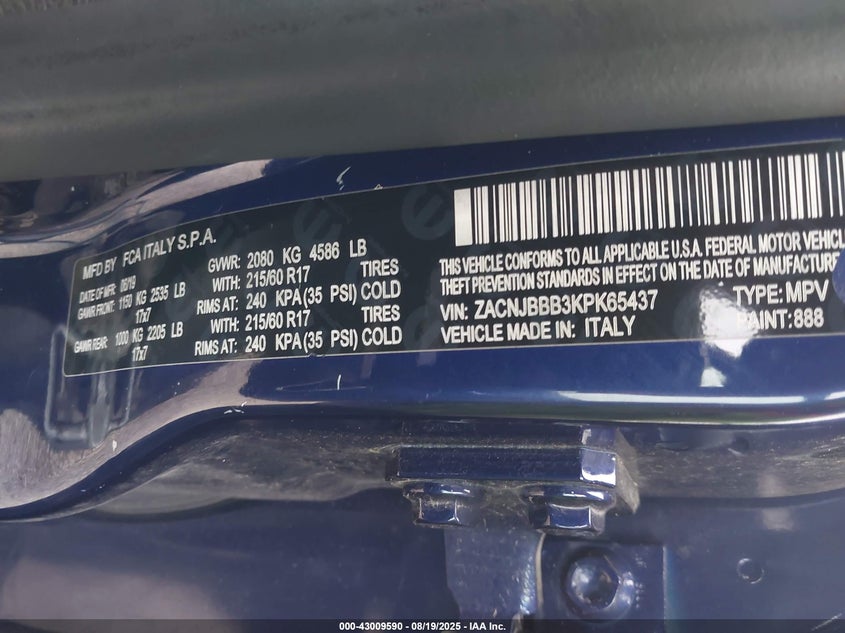 MFD BY FCA ITALY S.P.A.
DATE OF MFR: 06/19 GVWR: 2080 KG 4586 LB
GAWR FRONT: 1150 KG 2535 LB WITH: 215/60 R17 TIRES
17x7 RIMS AT: 240 KPA (35 PSI) COLD
GAWR REAR: 1000 KG 2205 LB WITH: 215/60 R17 TIRES
17x7 RIMS AT: 240 KPA (35 PSI) COLD
THIS VEHICLE CONFORMS TO ALL APPLICABLE U.S.A. FEDERAL MOTOR VEHICL
THEFT PREVENTION STANDARDS IN EFFECT ON THE DATE OF MANUFACTURE
VIN: ZACNJBBB3KPK65437 TYPE: MPV
VEHICLE MADE IN: ITALY PAINT: 888
000-43009590 - 08/19/2025 - IAA Inc.